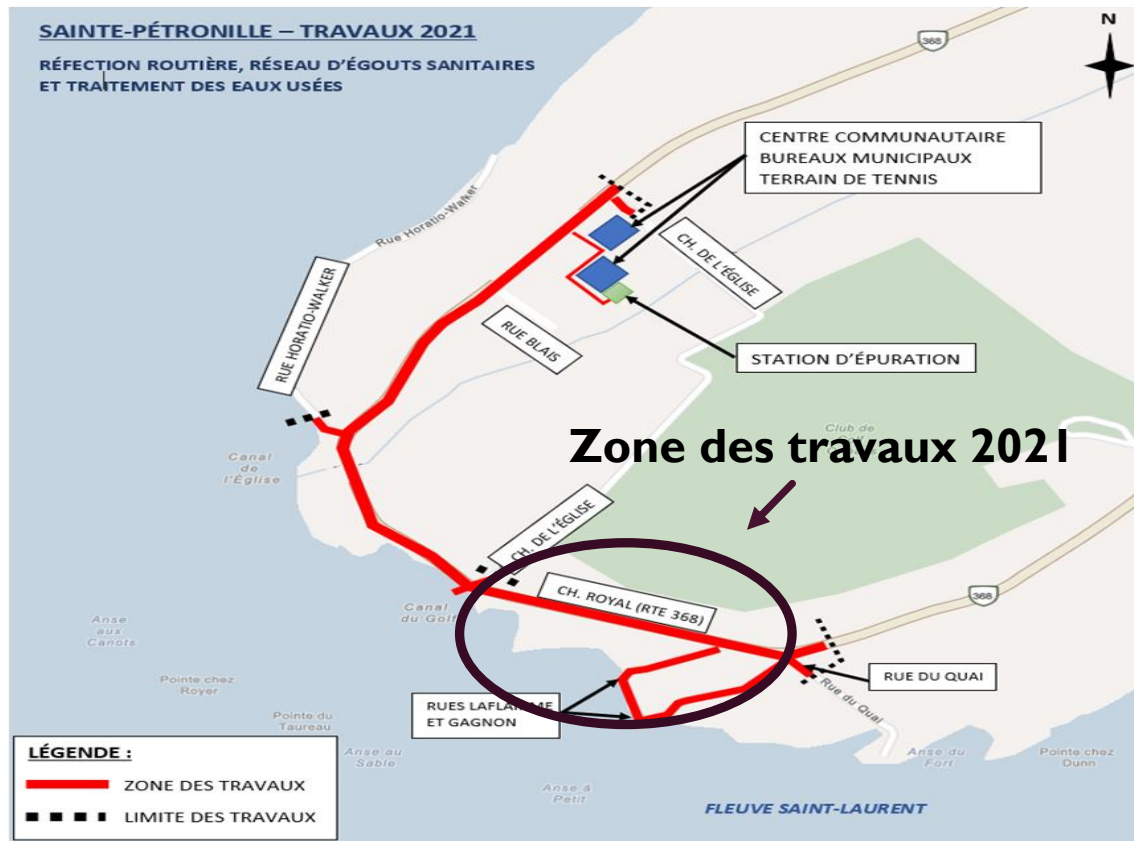 SAINTE-PÉTRONILLE – TRAVAUX 2021
RÉFECTION ROUTIÈRE, RÉSEAU D'ÉGOUTS SANITAIRES
ET TRAITEMENT DES EAUX USÉES
N
368
CENTRE COMMUNAUTAIRE
BUREAUX MUNICIPAUX
TERRAIN DE TENNIS
Rue Horatio-Walker
CH. DE L'ÉGLISE
RUE HORATIO-WALKER
RUE BLAIS
STATION D'ÉPURATION
Club de
Zone des travaux 2021
Canal
de
l'Église
CH. DE L'ÉGLISE
CH. ROYAL (RTE 368)
368
Canal
du Golf
Anse
aux
Canots
Pointe chez
Royer
RUE DU QUAI
Rue du Quai
RUES LAFLAMME
ET GAGNON
Pointe du
Taureau
Anse au
Sable
Anse du
Fort
Pointe chez
Dunn
Anse à
Petit
LÉGENDE :
ZONE DES TRAVAUX
LIMITE DES TRAVAUX
FLEUVE SAINT-LAURENT